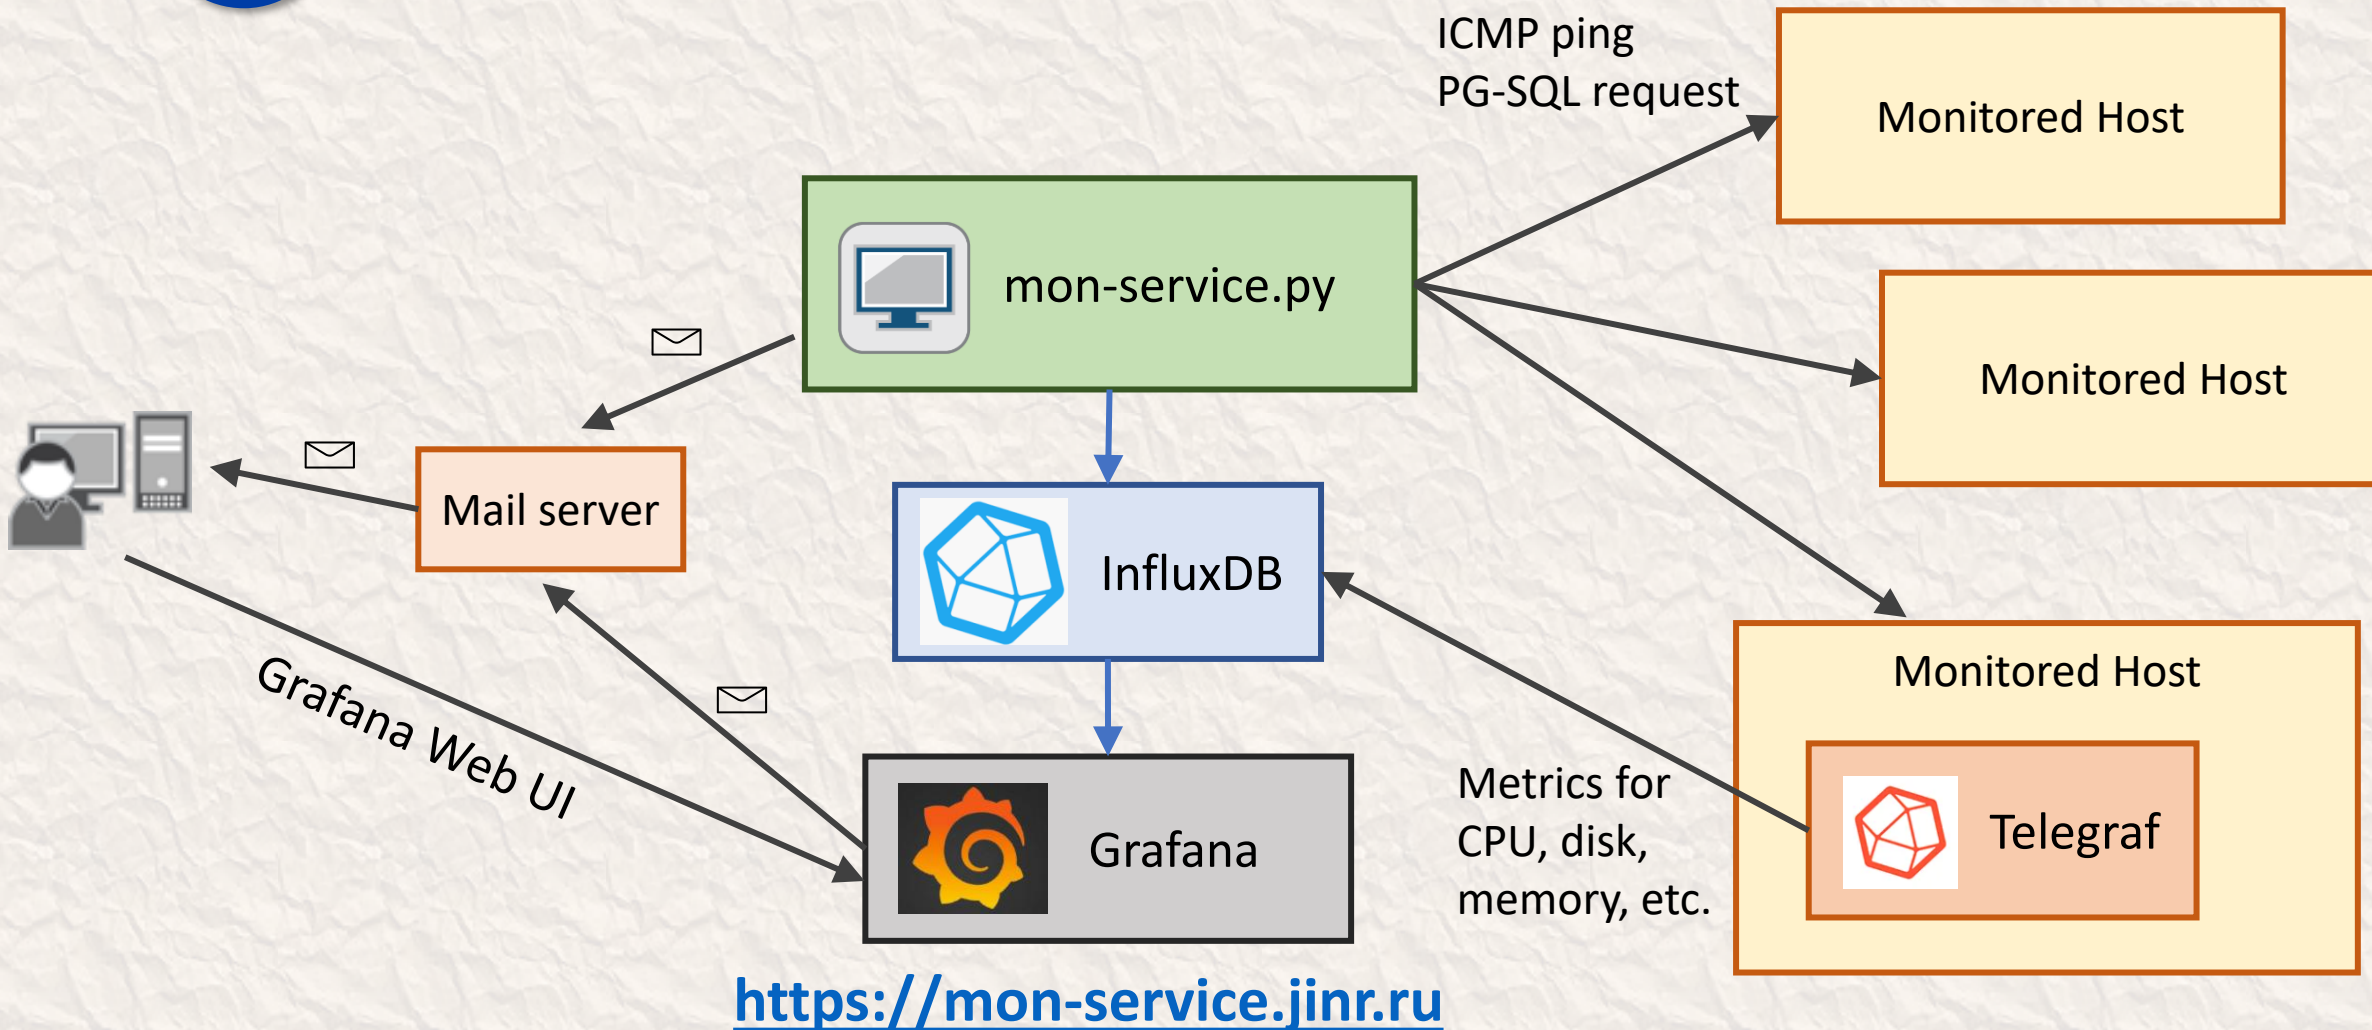 ICMP ping
PG-SQL request
Monitored Host
mon-service.py
Monitored Host
Mail server
InfluxDB
Monitored Host
Grafana Web UI
Metrics for
CPU, disk,
memory, etc.
Telegraf
Grafana
https://mon-service.jinr.ru